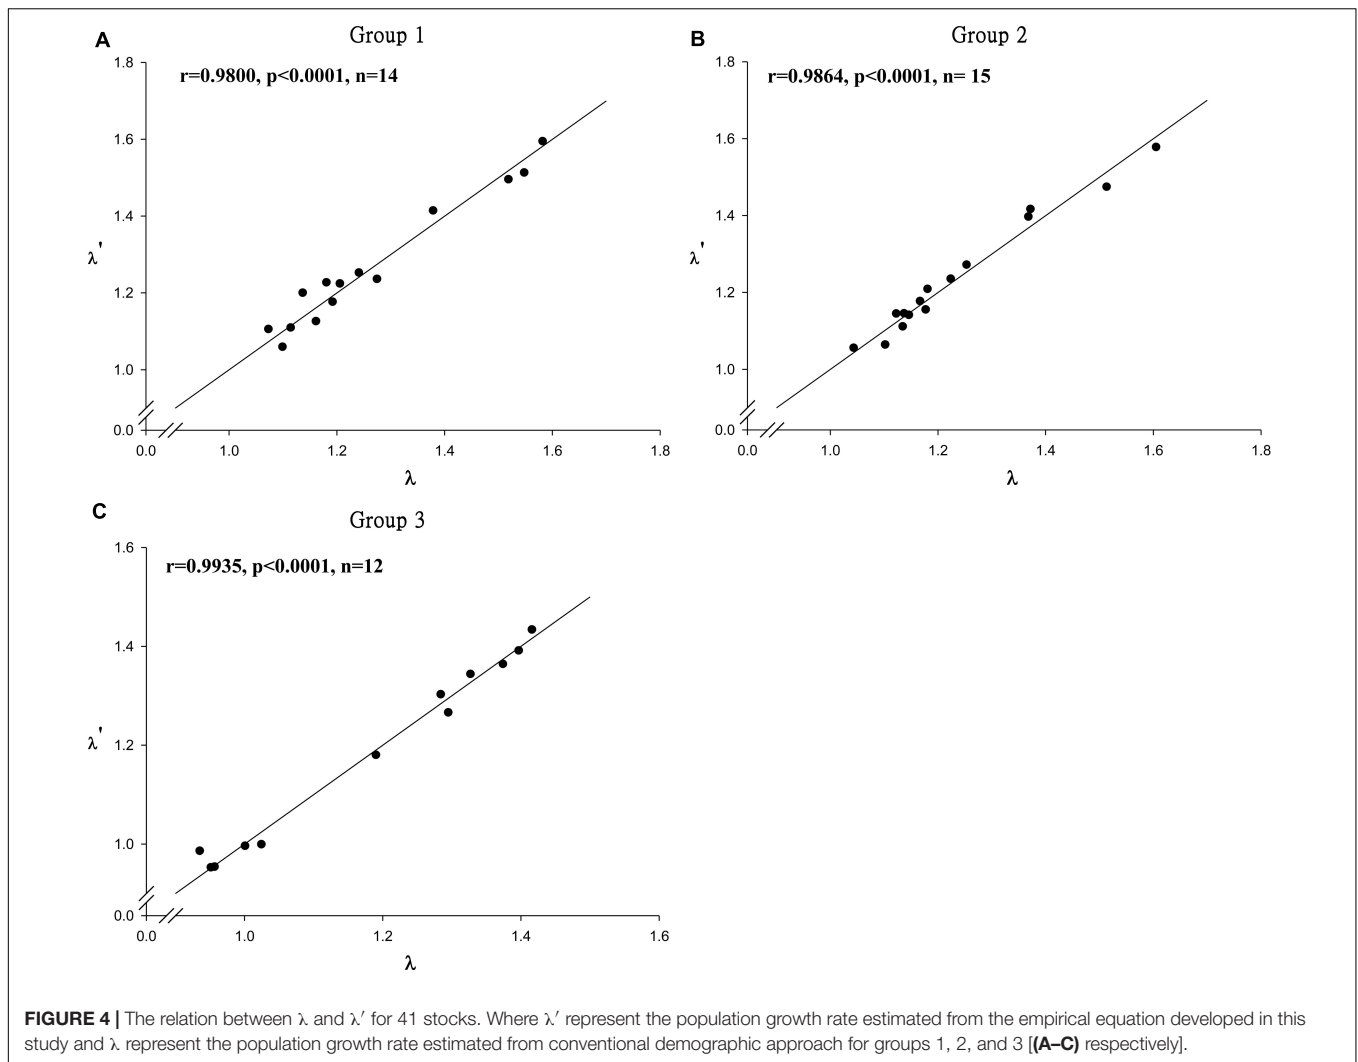 A
Group 1
r=0.9800, p<0.0001, n=14
1.8
1.6
1.4
λ'
1.2
1.0
0.0
0.0 1.0 1.2 1.4 1.6 1.8
λ
B
Group 2
r=0.9864, p<0.0001, n= 15
1.8
1.6
1.4
λ'
1.2
1.0
0.0
0.0 1.0 1.2 1.4 1.6 1.8
λ
C
Group 3
r=0.9935, p<0.0001, n=12
1.6
1.4
λ'
1.2
1.0
0.0
0.0 1.0 1.2 1.4 1.6
λ
FIGURE 4 | The relation between λ and λ′ for 41 stocks. Where λ′ represent the population growth rate estimated from the empirical equation developed in this
study and λ represent the population growth rate estimated from conventional demographic approach for groups 1, 2, and 3 [(A–C) respectively].